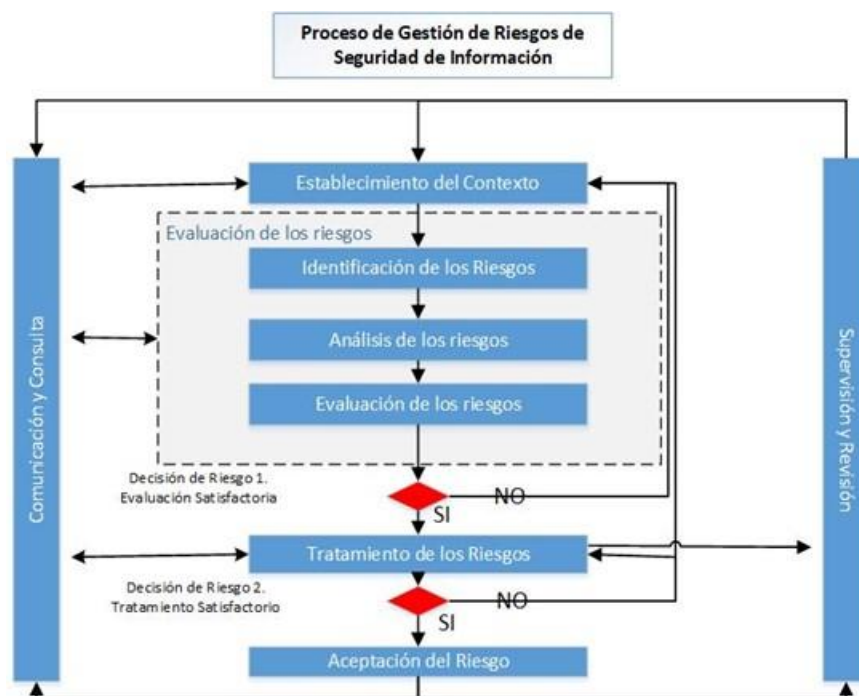 Proceso de Gestión de Riesgos de
Seguridad de Información
Establecimiento del Contexto
Evaluación de los riesgos
Identificación de los Riesgos
Análisis de los riesgos
Evaluación de los riesgos
Decisión de Riesgo 1.
Evaluación Satisfactoria
NO
SI
Tratamiento de los Riesgos
Decisión de Riesgo 2.
Tratamiento Satisfactorio
NO
SI
Aceptación del Riesgo
Comunicación y Consulta
Supervisión y Revisión